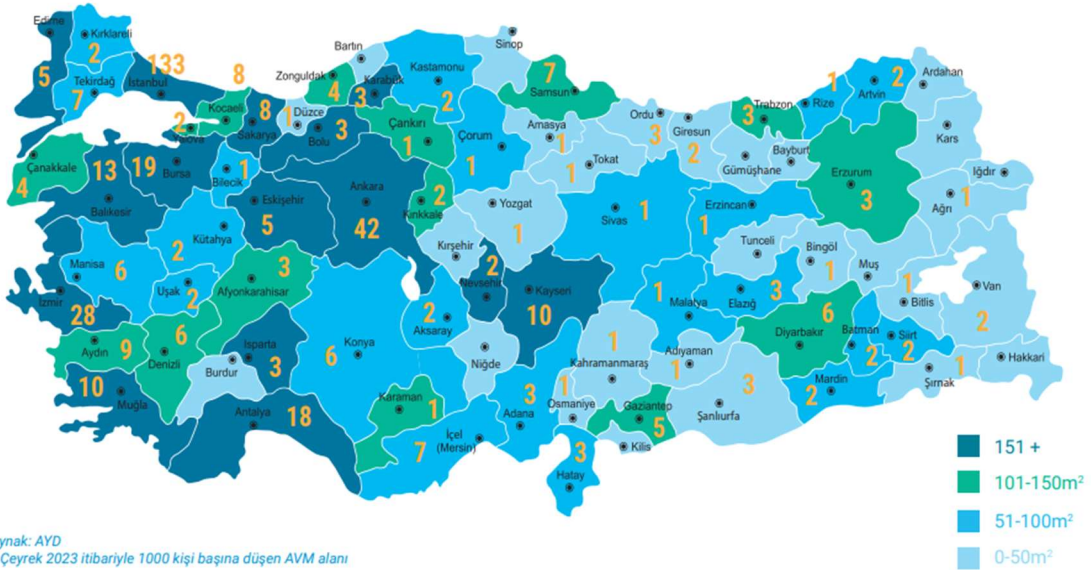 Edirne
Kırklareli
2
5
Tekirdağ
7
133
İstanbul
8
Kocaeli
2
Yalova
8
Sakarya
1
Düzce
Bolu
3
Zonguldak
4
Bartın
3
Karabük
Kastamonu
2
Sinop
7
Samsun
Çankırı
1
Çorum
1
Amasya
1
Tokat
1
Ordu
3
Giresun
2
3
Trabzon
Gümüşhane
Bayburt
1
Rize
2
Artvin
Ardahan
Kars
Iğdır
Ağrı
1
Erzurum
3
Çanakkale
4
13
Balıkesir
19
Bursa
1
Bilecik
Eskişehir
5
Ankara
42
2
Kırıkkale
Yozgat
1
Kırşehir
Sivas
1
Erzincan
1
Tunceli
Bingöl
1
Muş
1
Bitlis
Van
2
Kütahya
2
Manisa
6
İzmir
28
Uşak
2
3
Afyonkarahisar
2
Nevşehir
Kayseri
10
2
Aksaray
1
Malatya
Elazığ
3
6
Diyarbakır
Batman
2
Siirt
2
1
Şırnak
Hakkari
Mardin
2
Aydın
9
6
Denizli
Burdur
Isparta
3
6
Konya
Niğde
1
Kahramanmaraş
Adıyaman
1
3
Şanlıurfa
10
Muğla
Antalya
18
Karaman
1
İçel
(Mersin)
7
3
Adana
1
Osmaniye
Gaziantep
5
Kilis
3
Hatay
151 +
101-150m²
51-100m²
0-50m²
ynak: AYD
Çeyrek 2023 itibariyle 1000 kişi başına düşen AVM alanı